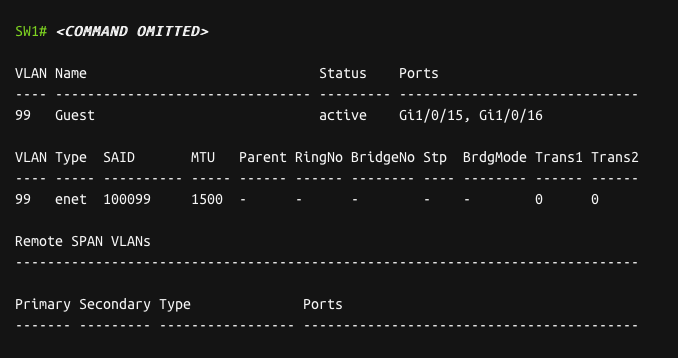 SW1# <COMMAND OMITTED>
VLAN Name                             Status    Ports
---- -------------------------------- --------- ------------------------------
99   Guest                            active    Gi1/0/15, Gi1/0/16
VLAN Type  SAID       MTU   Parent RingNo BridgeNo Stp  BrdgMode Trans1 Trans2
---- ----- ---------- ----- ------ ------ -------- ---- -------- ------ ------
99   enet  100099     1500  -      -      -        -    -        0      0
Remote SPAN VLANs
------------------------------------------------------------------------------
Primary Secondary Type              Ports
------- --------- ----------------- ------------------------------------------